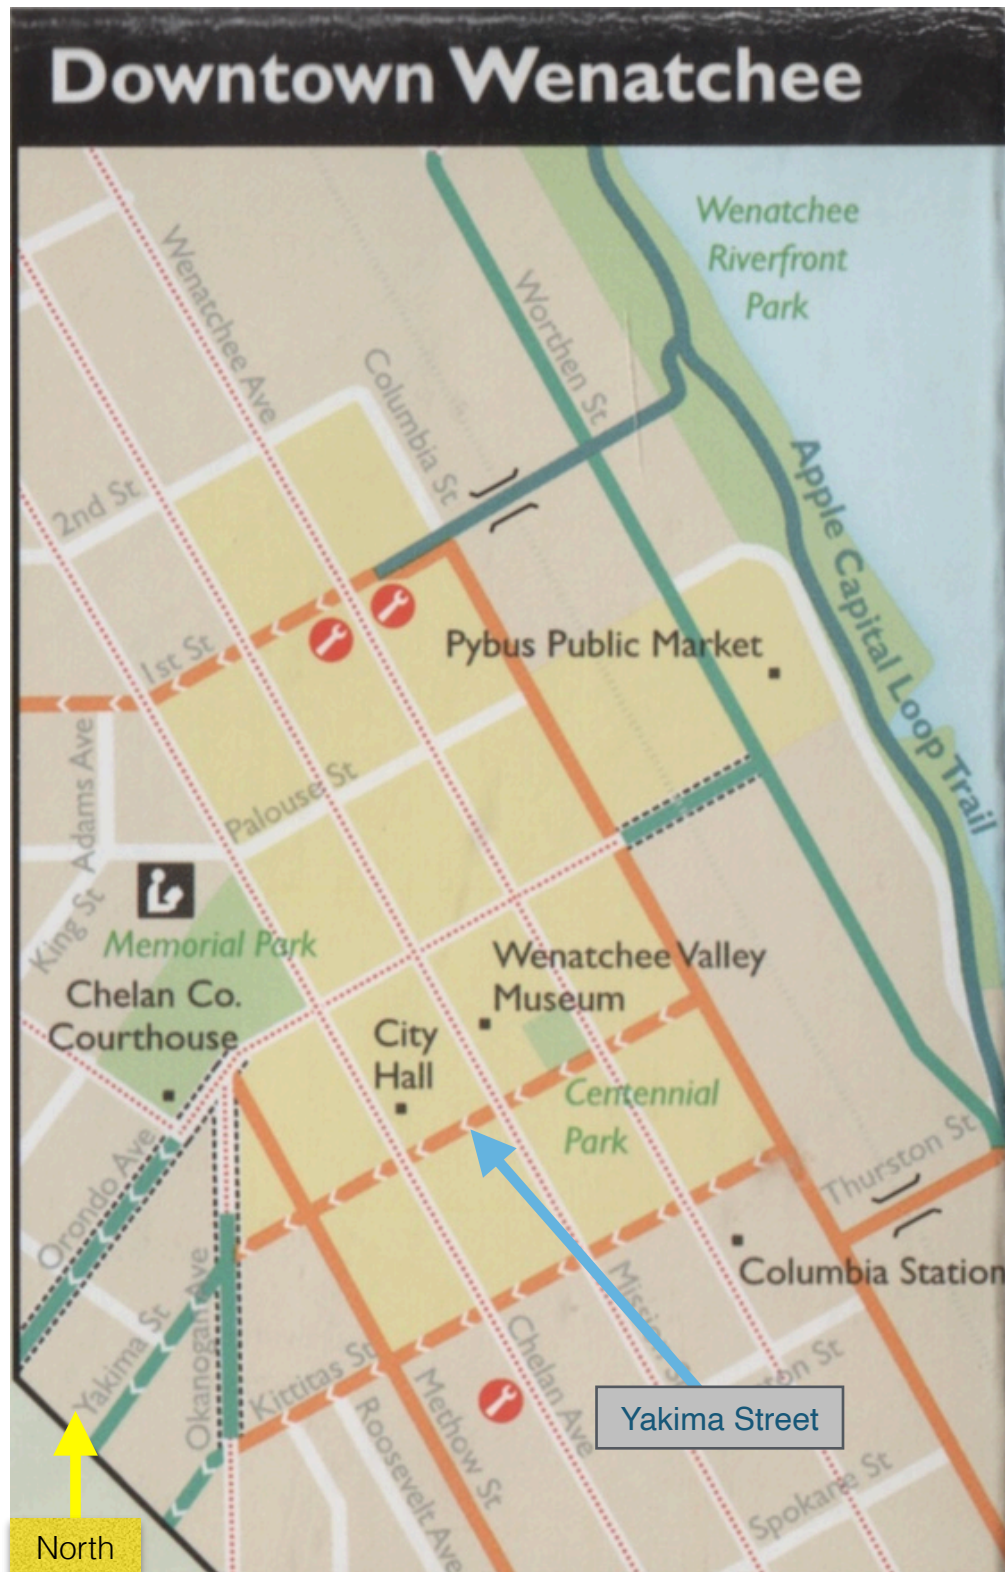 Downtown Wenatchee
Wenatchee
Riverfront
Park
Wenatchee Ave
Worthen St
Columbia St
2nd St
Apple Capital Loop Trail
Pybus Public Market
1st St
Adams Ave
Palouse St
King St
Memorial Park
Chelan Co.
Courthouse
Wenatchee Valley
Museum
City
Hall
Centennial
Park
Orondo Ave
Thurston St
Columbia Station
Okanogan Ave
Yakima St
Kittitas St
Chelan Ave
Methow St
Roosevelt Ave
Yakima Street
Spokane St
North